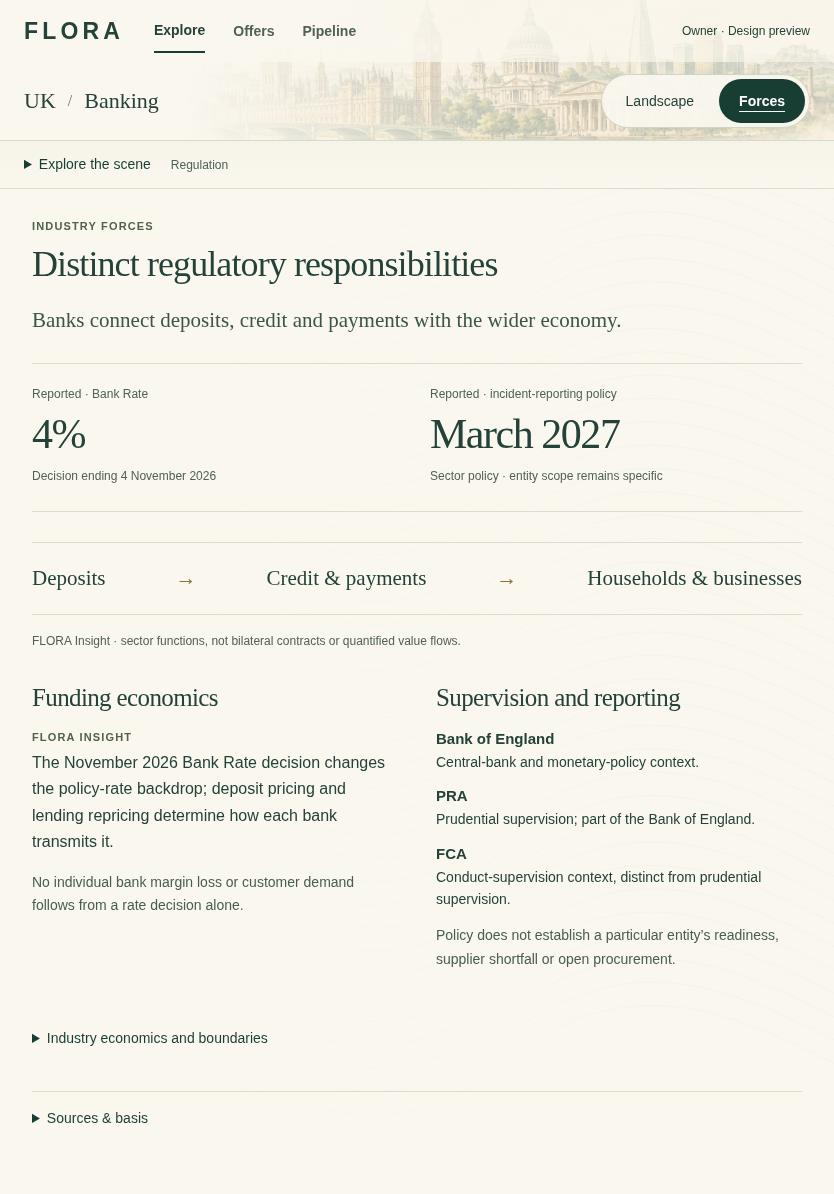 FLORA
Explore
Offers
Pipeline
Owner · Design preview
UK / Banking
Landscape
Forces
▶ Explore the scene
Regulation
INDUSTRY FORCES
Distinct regulatory responsibilities
Banks connect deposits, credit and payments with the wider economy.
Reported · Bank Rate
4%
Decision ending 4 November 2026
Reported · incident-reporting policy
March 2027
Sector policy · entity scope remains specific
Deposits → Credit & payments → Households & businesses
FLORA Insight · sector functions, not bilateral contracts or quantified value flows.
Funding economics
FLORA INSIGHT
The November 2026 Bank Rate decision changes
the policy-rate backdrop; deposit pricing and
lending repricing determine how each bank
transmits it.
No individual bank margin loss or customer demand
follows from a rate decision alone.
Supervision and reporting
Bank of England
Central-bank and monetary-policy context.
PRA
Prudential supervision; part of the Bank of England.
FCA
Conduct-supervision context, distinct from prudential
supervision.
Policy does not establish a particular entity’s readiness,
supplier shortfall or open procurement.
▶ Industry economics and boundaries
▶ Sources & basis